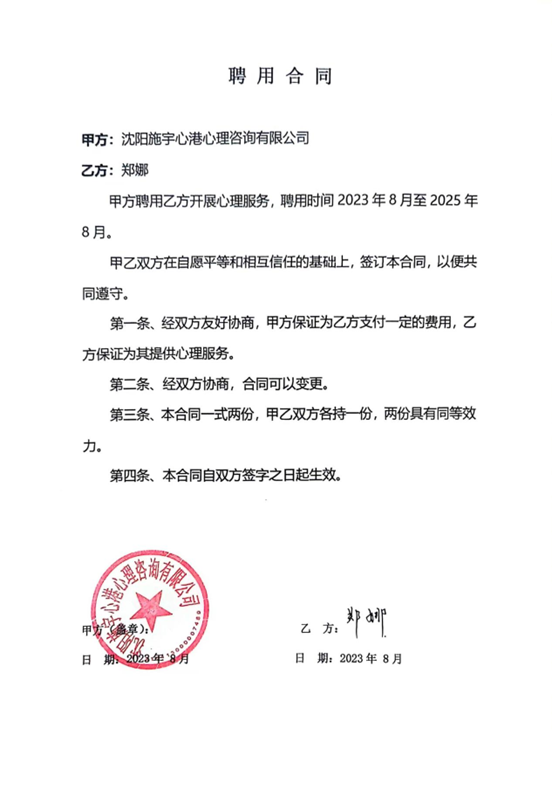 聘用合同
甲方：沈阳施宇心港心理咨询有限公司
乙方：郑娜
甲方聘用乙方开展心理服务，聘用时间 2023 年 8 月至 2025 年
8 月。
甲乙双方在自愿平等和相互信任的基础上，签订本合同，以便共
同遵守。
第一条、经双方友好协商，甲方保证为乙方支付一定的费用，乙
方保证为其提供心理服务。
第二条、经双方协商，合同可以变更。
第三条、本合同一式两份，甲乙双方各持一份，两份具有同等效
力。
第四条、本合同自双方签字之日起生效。
沈阳施宇心港心理咨询有限公司
甲方（盖章）：
乙 方：郑娜
日 期：2023 年 8 月
日 期：2023 年 8 月